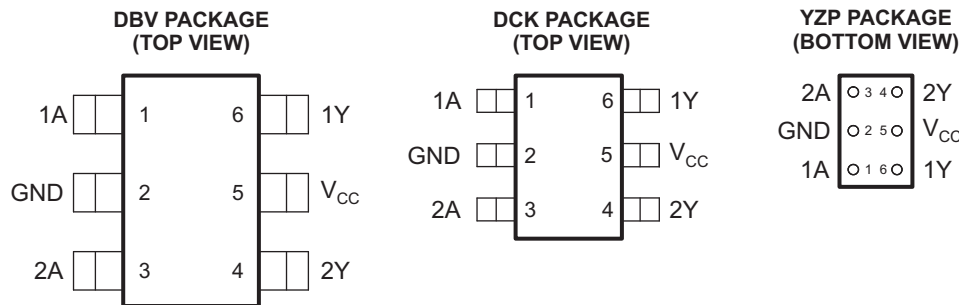 DBV PACKAGE
(TOP VIEW)
1A 1 6 1Y
GND 2 5 VCC
2A 3 4 2Y
DCK PACKAGE
(TOP VIEW)
1A 1 6 1Y
GND 2 5 VCC
2A 3 4 2Y
YZP PACKAGE
(BOTTOM VIEW)
2A 3 4 2Y
GND 2 5 VCC
1A 1 6 1Y